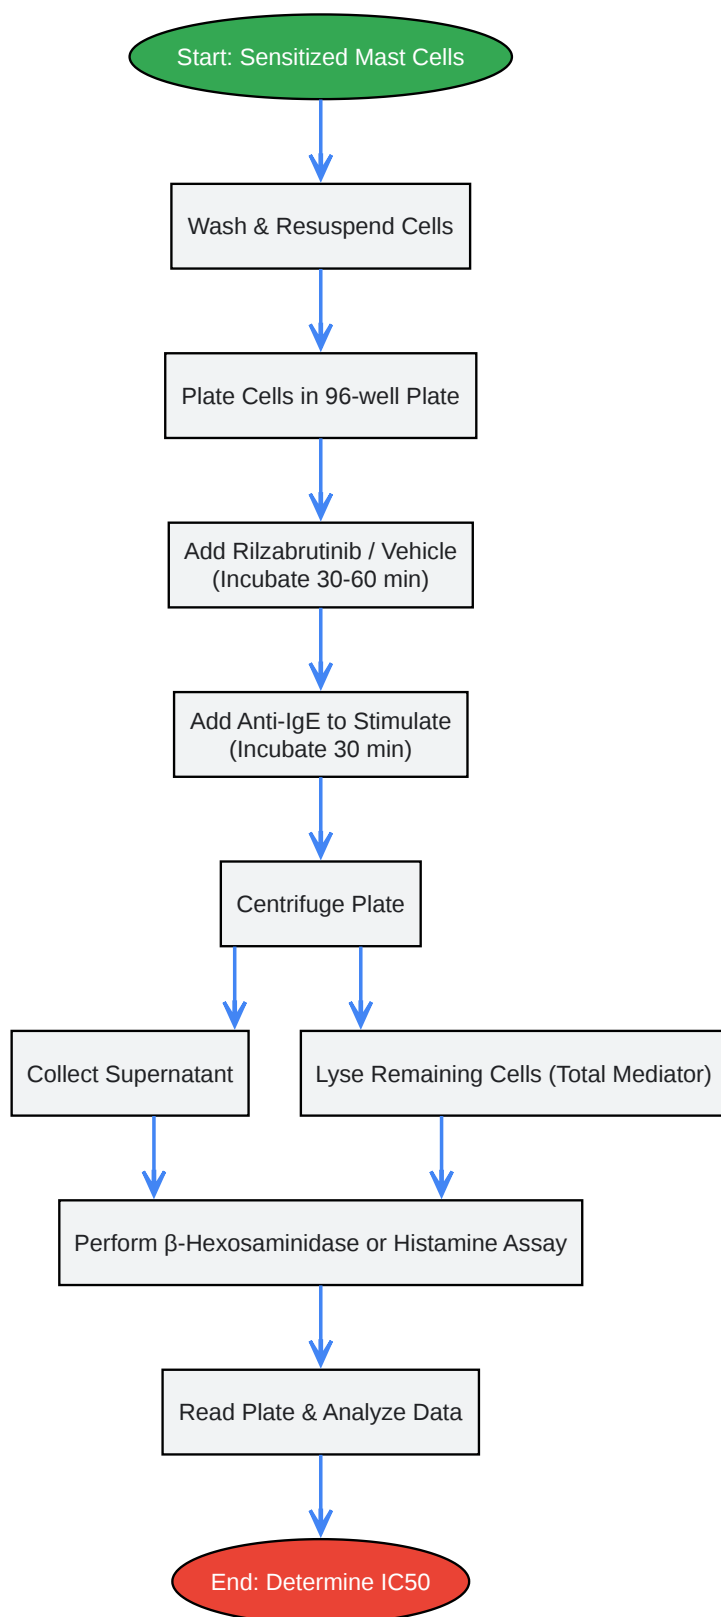 Start: Sensitized Mast Cells
Wash & Resuspend Cells
Plate Cells in 96-well Plate
Add Rilzabrutinib / Vehicle
(Incubate 30-60 min)
Add Anti-IgE to Stimulate
(Incubate 30 min)
Centrifuge Plate
Collect Supernatant
Lyse Remaining Cells (Total Mediator)
Perform β-Hexosaminidase or Histamine Assay
Read Plate & Analyze Data
End: Determine IC50